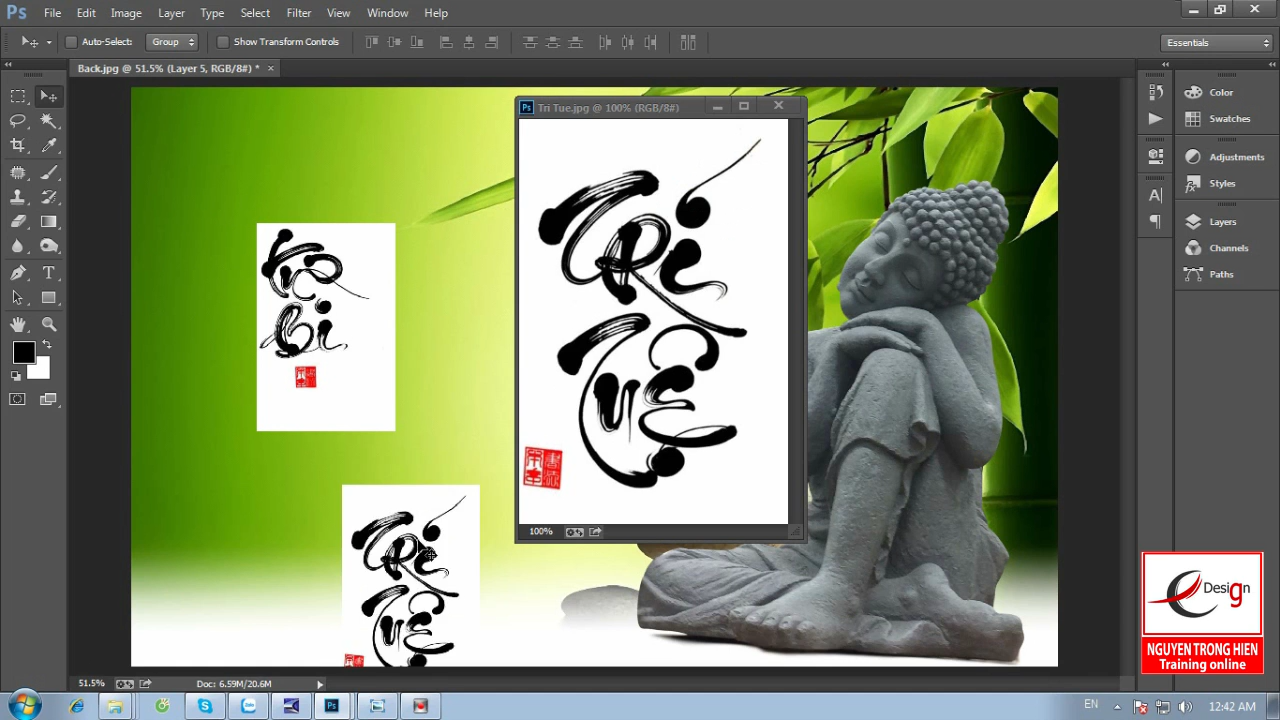 Ps File Edit Image Layer Type Select Filter View Window Help
Auto-Select: Group Show Transform Controls Essentials
Back.jpg @ 51.5% (Layer 5, RGB/8#) * ×
Ps Tri Tue.jpg @ 100% (RGB/8#)
TRÍ
TUỆ
100%
Từ
Bi
TRÍ
TUỆ
Color
Swatches
Adjustments
Styles
Layers
Channels
Paths
Design
NGUYEN TRONG HIEN
Training online
51.5% Doc: 6.59M/20.6M
EN 12:42 AM